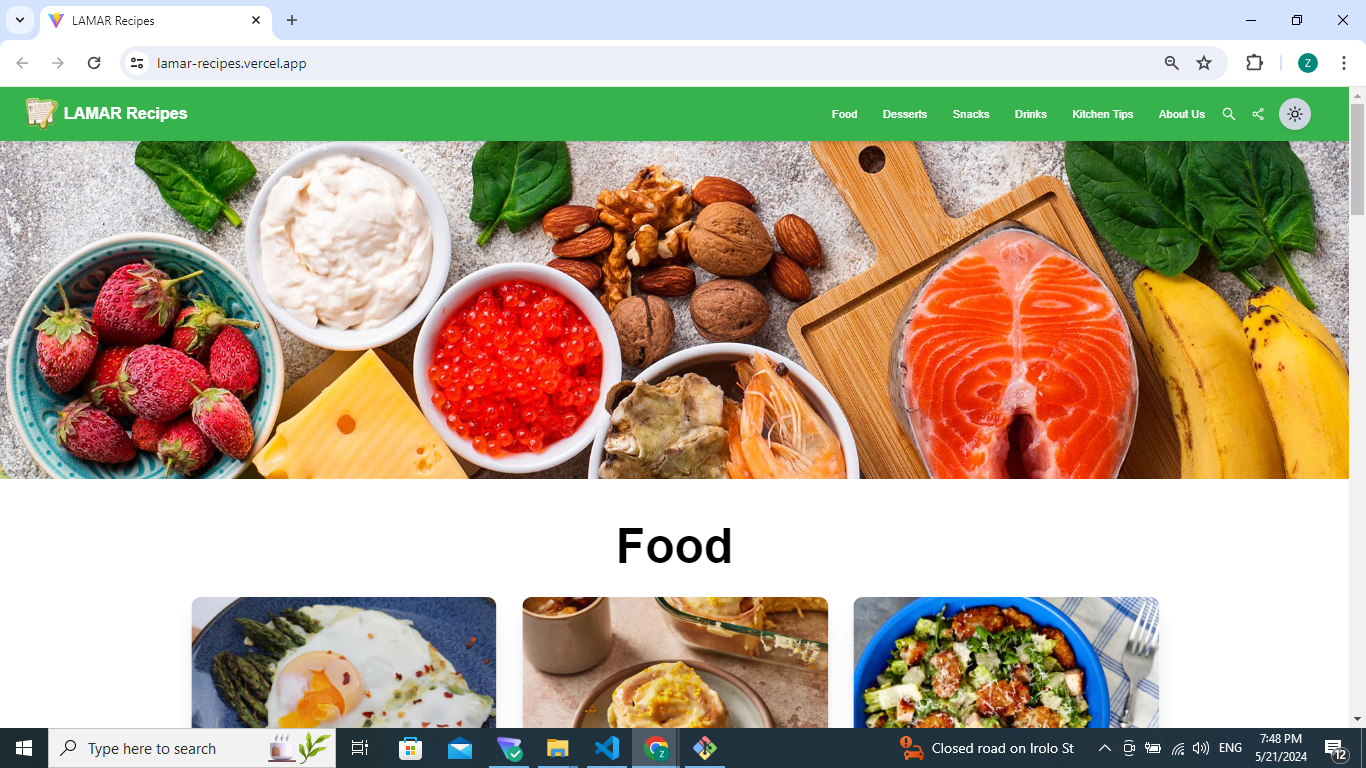 LAMAR Recipes
lamar-recipes.vercel.app
Z
LAMAR Recipes
Food Desserts Snacks Drinks Kitchen Tips About Us
Food
Type here to search
Z
Closed road on Irolo St
ENG
7:48 PM
5/21/2024
12